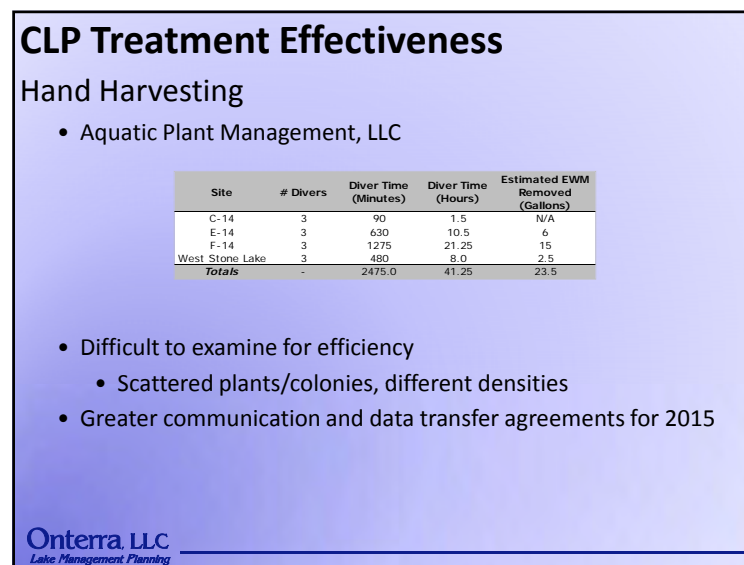 CLP Treatment Effectiveness
Hand Harvesting
• Aquatic Plant Management, LLC
Site # Divers Diver Time (Minutes) Diver Time (Hours) Estimated EWM Removed (Gallons)
C-14 3 90 1.5 N/A
E-14 3 630 10.5 6
F-14 3 1275 21.25 15
West Stone Lake 3 480 8.0 2.5
Totals - 2475.0 41.25 23.5
• Difficult to examine for efficiency
• Scattered plants/colonies, different densities
• Greater communication and data transfer agreements for 2015
Onterra, LLC
Lake Management Planning